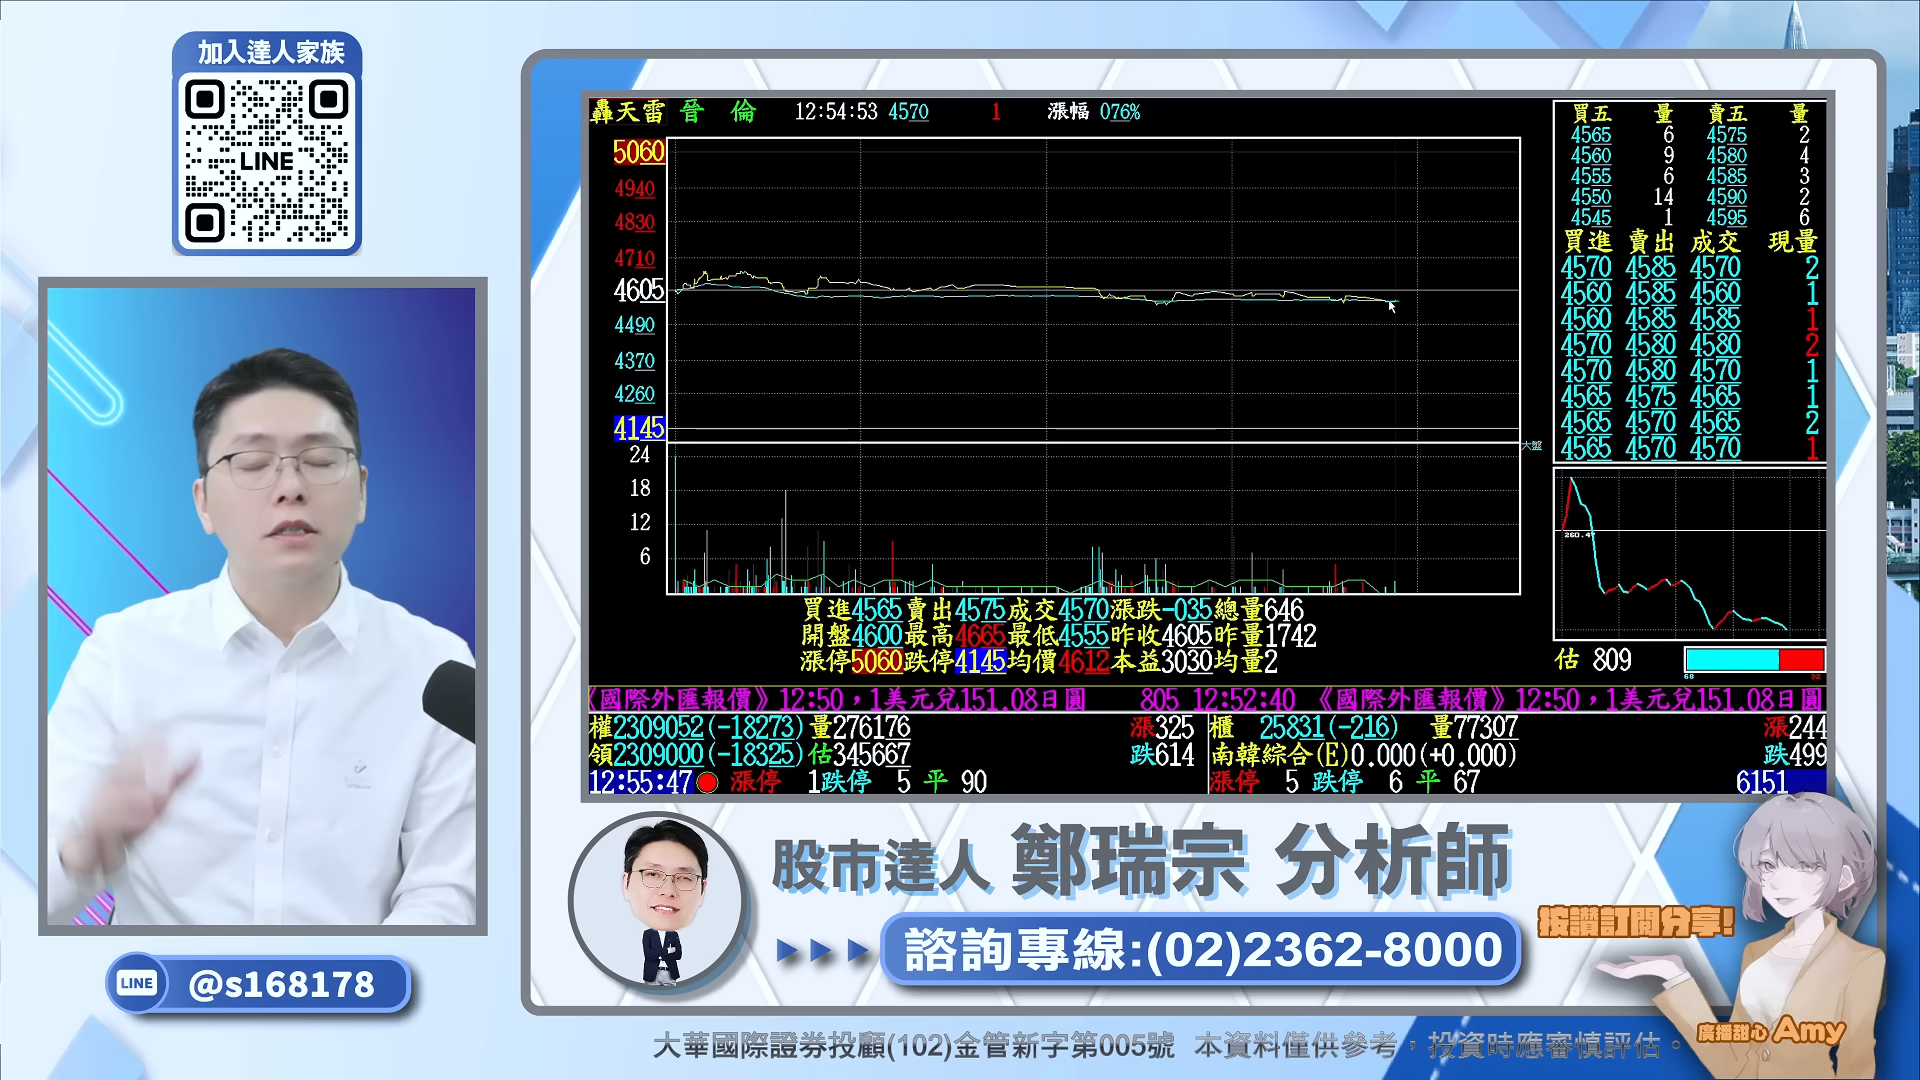 加入達人家族
LINE
LINE @s168178
轟天雷 晉 倫 12:54:53 4570 1 漲幅 076%
5060
4940
4830
4710
4605
4490
4370
4260
4145
24
18
12
6
大盤
買五 量 賣五 量
4565 6 4575 2
4560 9 4580 4
4555 6 4585 3
4550 14 4590 2
4545 1 4595 6
買進 賣出 成交 現量
4570 4585 4570 2
4560 4585 4560 1
4560 4585 4585 1
4570 4580 4580 2
4570 4580 4570 1
4565 4575 4565 1
4565 4570 4565 2
4565 4570 4570 1
估 809
68 32
買進4565賣出4575成交4570漲跌-035總量646
開盤4600最高4665最低4555昨收4605昨量1742
漲停5060跌停4145均價4612本益3030均量2
《國際外匯報價》12:50，1美元兌151.08日圓 805 12:52:40 《國際外匯報價》12:50，1美元兌151.08日圓
權2309052(-18273)量276176 漲325
領2309000(-18325)估345667 跌614
12:55:47 漲停 1跌停 5 平 90
櫃 25831(-216) 量77307 漲244
南韓綜合(E)0.000(+0.000) 跌499
漲停 5 跌停 6 平 67 6151
股市達人 鄭瑞宗 分析師
諮詢專線:(02)2362-8000
按讚訂閱分享!
廣播甜心 Amy
大華國際證券投顧(102)金管新字第005號 本資料僅供參考，投資時應審慎評估。